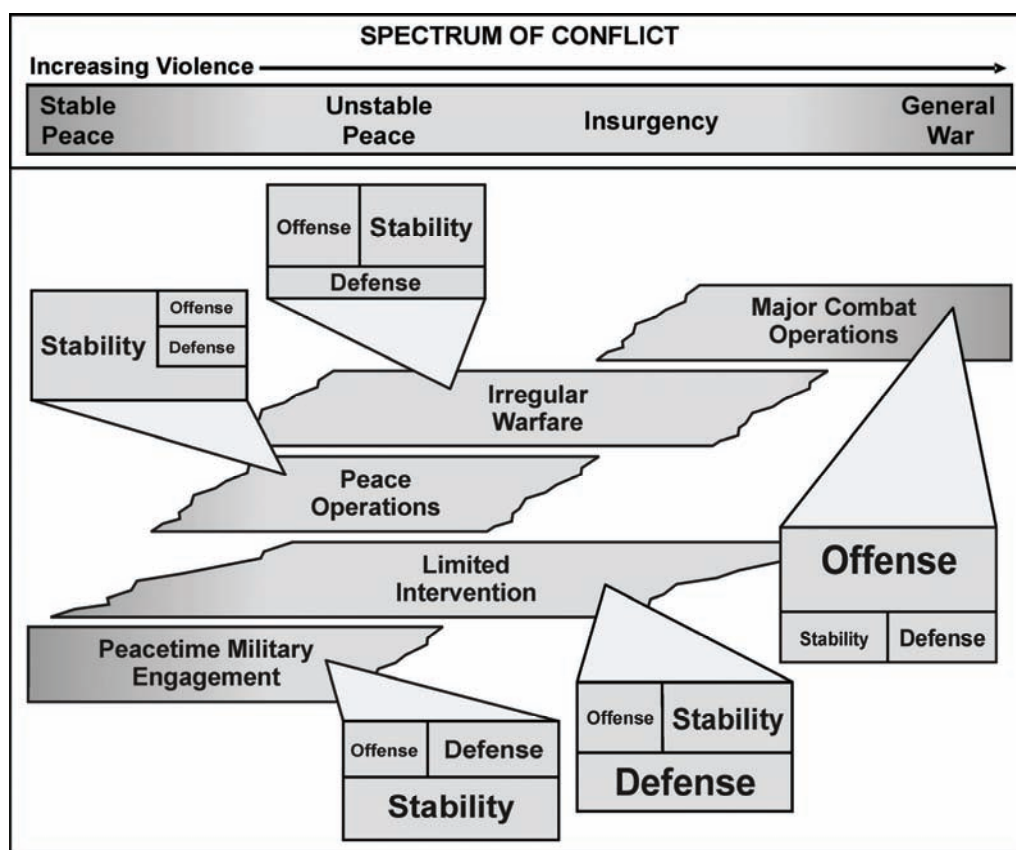 SPECTRUM OF CONFLICT
Increasing Violence
Stable
Peace
Unstable
Peace
Insurgency
General
War
Offense
Stability
Defense
Stability
Offense
Defense
Major Combat
Operations
Irregular
Warfare
Peace
Operations
Limited
Intervention
Offense
Stability
Defense
Peacetime Military
Engagement
Offense
Defense
Stability
Offense
Stability
Defense